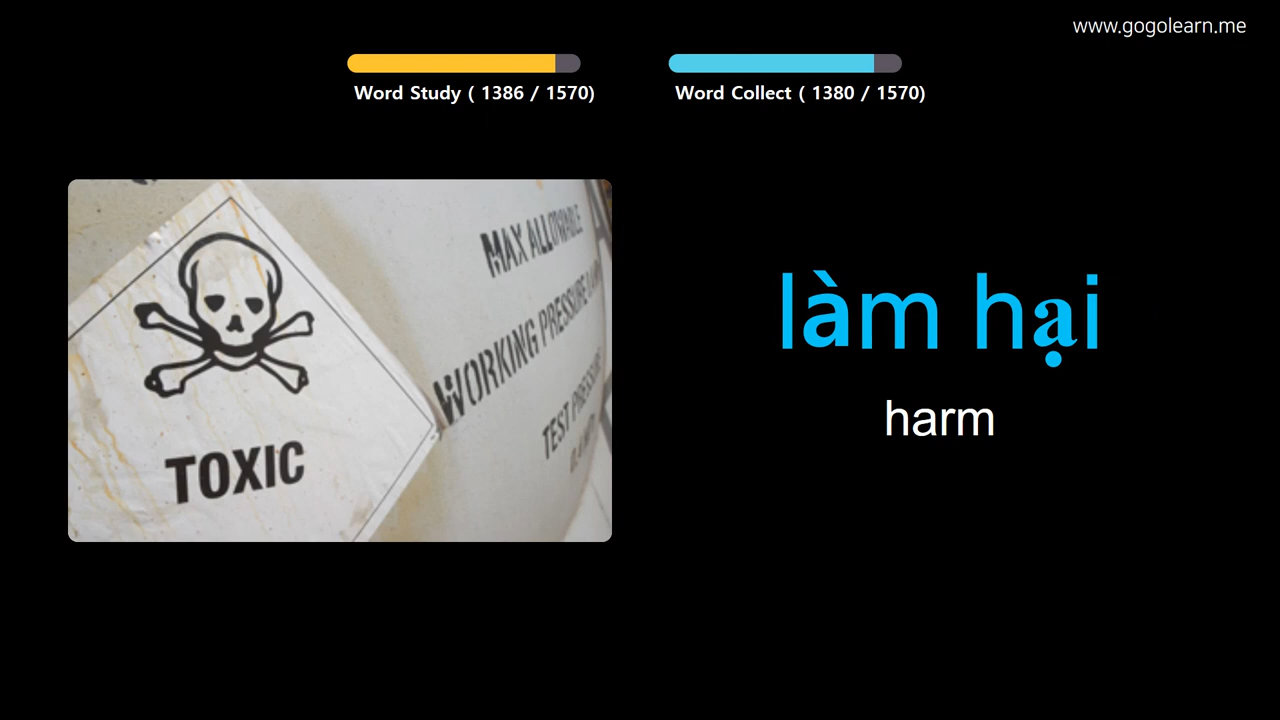 www.gogolearn.me
Word Study ( 1386 / 1570)
Word Collect ( 1380 / 1570)
TOXIC
MAX ALLOWABLE
WORKING PRESSURE
TEST PRESSURE
làm hại
harm